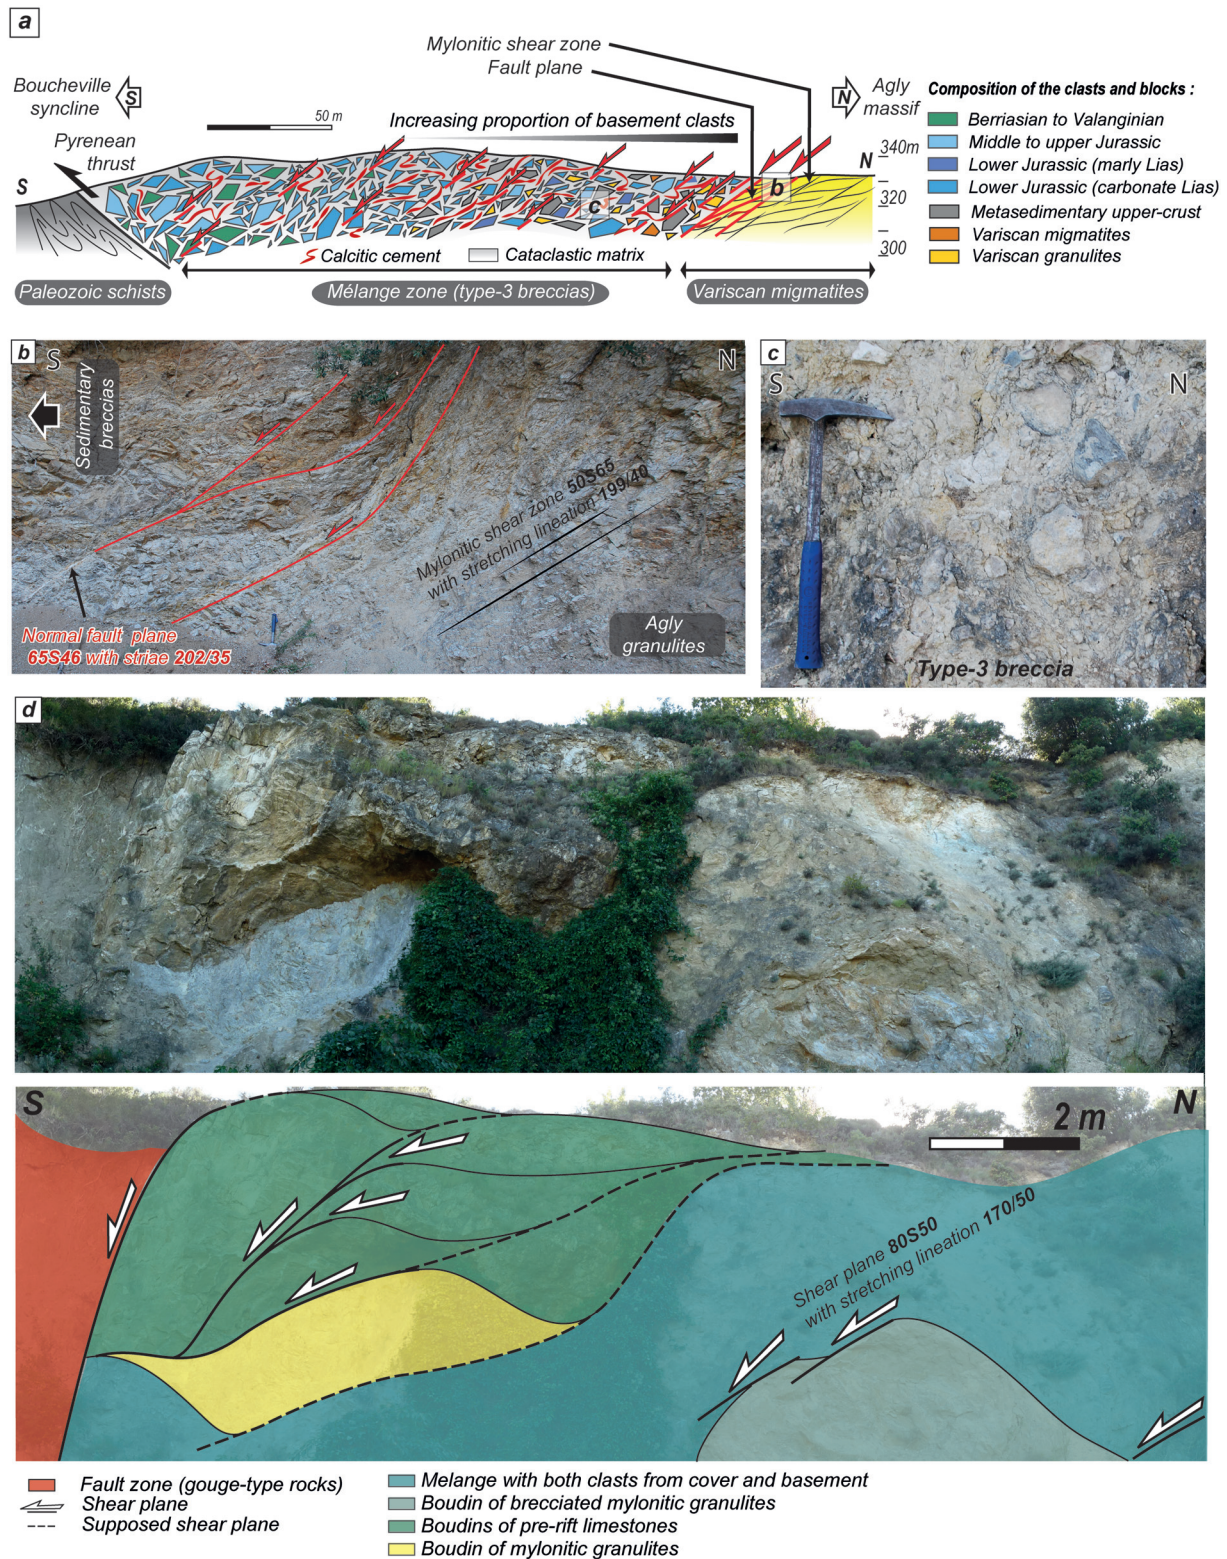 a
Mylonitic shear zone
Fault plane
Boucheville
syncline
S
N
Agly
massif
50 m
Increasing proportion of basement clasts
Pyrenean
thrust
S
N
340m
320
300
b
c
Calcitic cement
Cataclastic matrix
Paleozoic schists
Mélange zone (type-3 breccias)
Variscan migmatites
Composition of the clasts and blocks :
Berriasian to Valanginian
Middle to upper Jurassic
Lower Jurassic (marly Lias)
Lower Jurassic (carbonate Lias)
Metasedimentary upper-crust
Variscan migmatites
Variscan granulites
b
S
N
Sedimentary
breccias
Mylonitic shear zone 50S65
with stretching lineation 199/40
Normal fault plane
65S46 with striae 202/35
Agly
granulites
c
S
N
Type-3 breccia
d
S
N
2 m
Shear plane 80S50
with stretching lineation 170/50
Fault zone (gouge-type rocks)
Shear plane
Supposed shear plane
Melange with both clasts from cover and basement
Boudin of brecciated mylonitic granulites
Boudins of pre-rift limestones
Boudin of mylonitic granulites